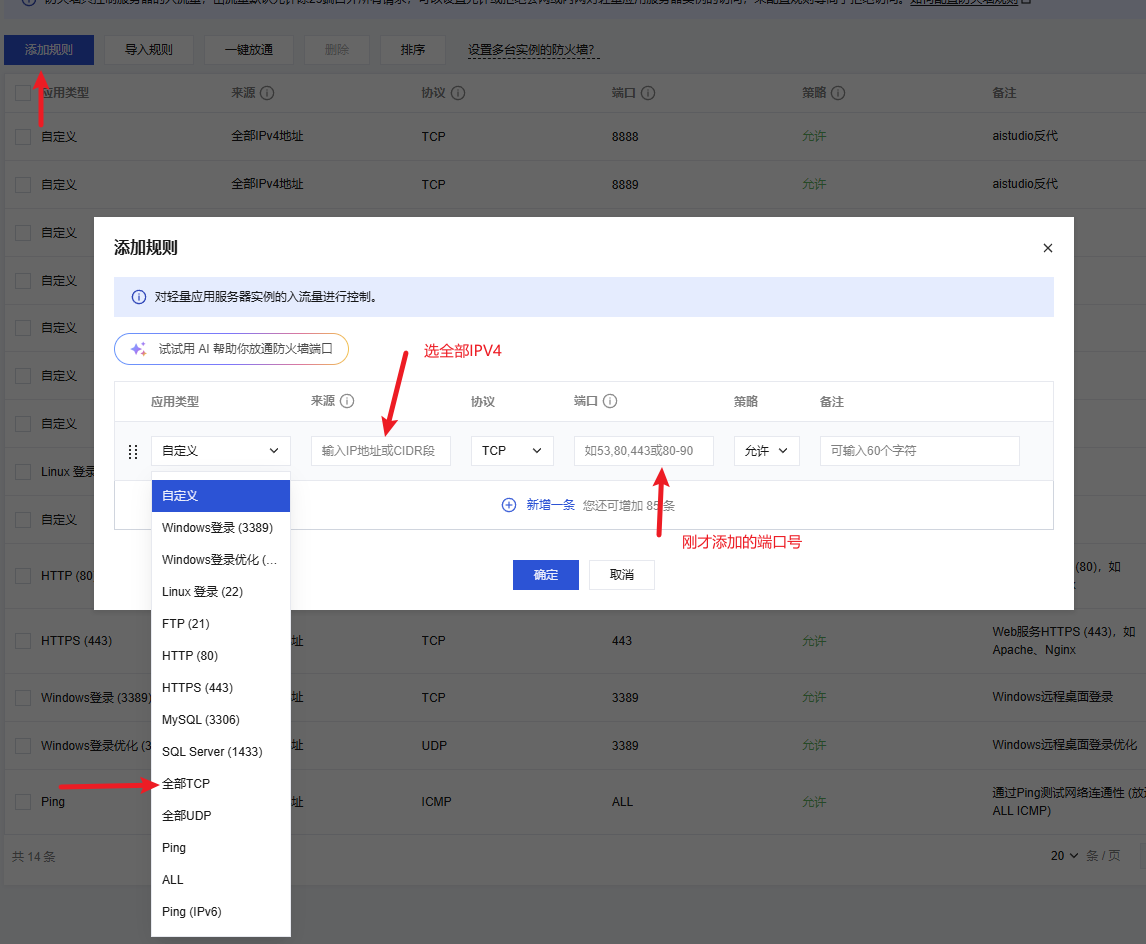 如何配置防火墙规则
添加规则 导入规则 一键放通 删除 排序 设置多台实例的防火墙?
应用类型 来源 协议 端口 策略 备注
自定义 全部IPv4地址 TCP 8888 允许 aistudio反代
自定义 全部IPv4地址 TCP 8889 允许 aistudio反代
自定义
添加规则
自定义
对轻量应用服务器实例的入流量进行控制。
自定义
试试用 AI 帮助你放通防火墙端口
选全部IPV4
自定义
应用类型 来源 协议 端口 策略 备注
自定义
自定义 输入IP地址或CIDR段 TCP 如53,80,443或80-90 允许 可输入60个字符
Linux 登录
自定义
新增一条 您还可增加 85 条
自定义
刚才添加的端口号
Windows登录 (3389)
Windows登录优化 (...
Linux 登录 (22)
FTP (21)
HTTP (80)
HTTPS (443)
MySQL (3306)
SQL Server (1433)
全部TCP
全部UDP
Ping
ALL
Ping (IPv6)
确定 取消
HTTP (80 (80),如
HTTPS (443) 址 TCP 443 允许 Web服务HTTPS (443),如
Apache、Nginx
Windows登录 (3389) 址 TCP 3389 允许 Windows远程桌面登录
Windows登录优化 (3 址 UDP 3389 允许 Windows远程桌面登录优化
Ping 址 ICMP ALL 允许 通过Ping测试网络连通性 (放
ALL ICMP)
共 14 条 20 条 / 页